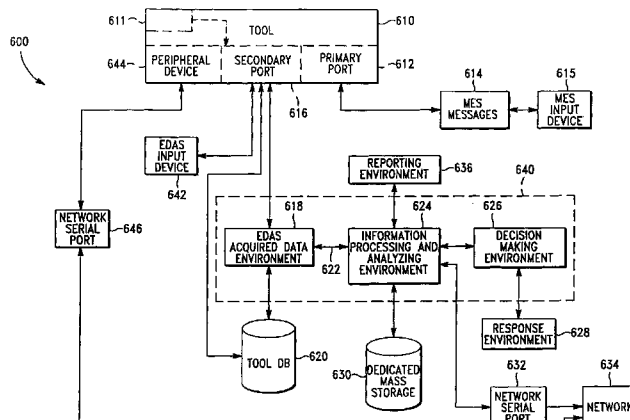 611
TOOL
610
600
644
PERIPHERAL
DEVICE
SECONDARY
PORT
PRIMARY
PORT
612
616
614
615
MES
MESSAGES
MES
INPUT
DEVICE
EDAS
INPUT
DEVICE
642
REPORTING
ENVIRONMENT
636
640
NETWORK
SERIAL
PORT
646
618
624
626
EDAS
ACQUIRED DATA
ENVIRONMENT
622
INFORMATION
PROCESSING AND
ANALYZING
ENVIRONMENT
DECISION
MAKING
ENVIRONMENT
RESPONSE
ENVIRONMENT
628
TOOL DB
620
630
DEDICATED
MASS
STORAGE
632
634
NETWORK
SERIAL
PORT
NETWORK